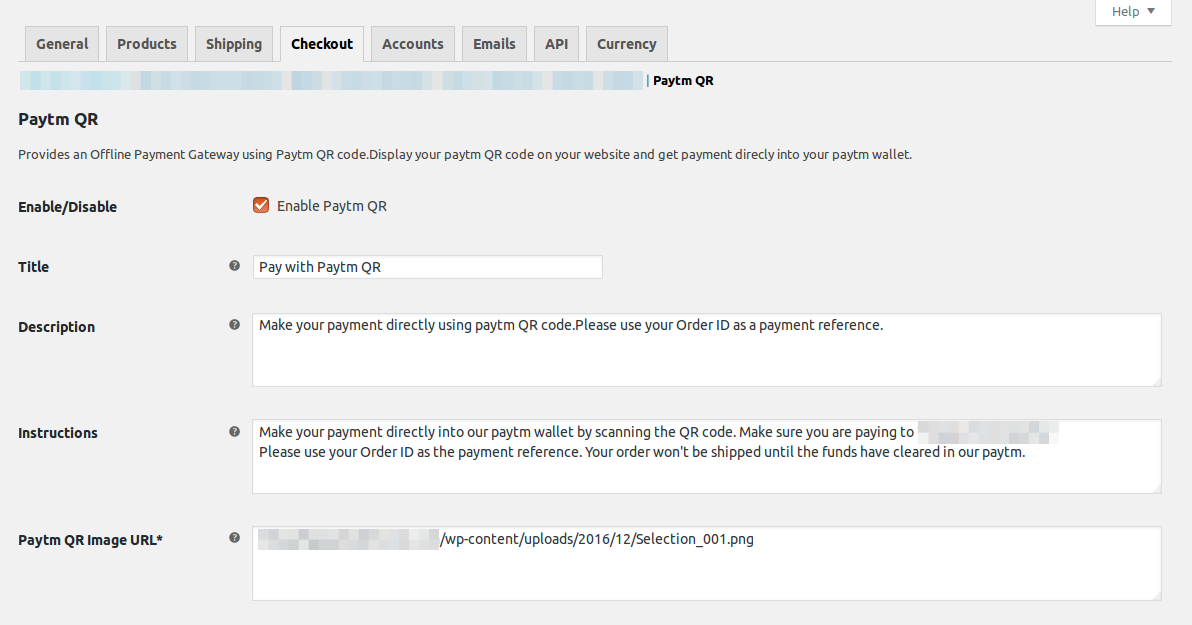 Help
General Products Shipping Checkout Accounts Emails API Currency
| Paytm QR
Paytm QR
Provides an Offline Payment Gateway using Paytm QR code.Display your paytm QR code on your website and get payment direcly into your paytm wallet.
Enable/Disable Enable Paytm QR
Title Pay with Paytm QR
Description Make your payment directly using paytm QR code.Please use your Order ID as a payment reference.
Instructions Make your payment directly into our paytm wallet by scanning the QR code. Make sure you are paying to
Please use your Order ID as the payment reference. Your order won't be shipped until the funds have cleared in our paytm.
Paytm QR Image URL* /wp-content/uploads/2016/12/Selection_001.png